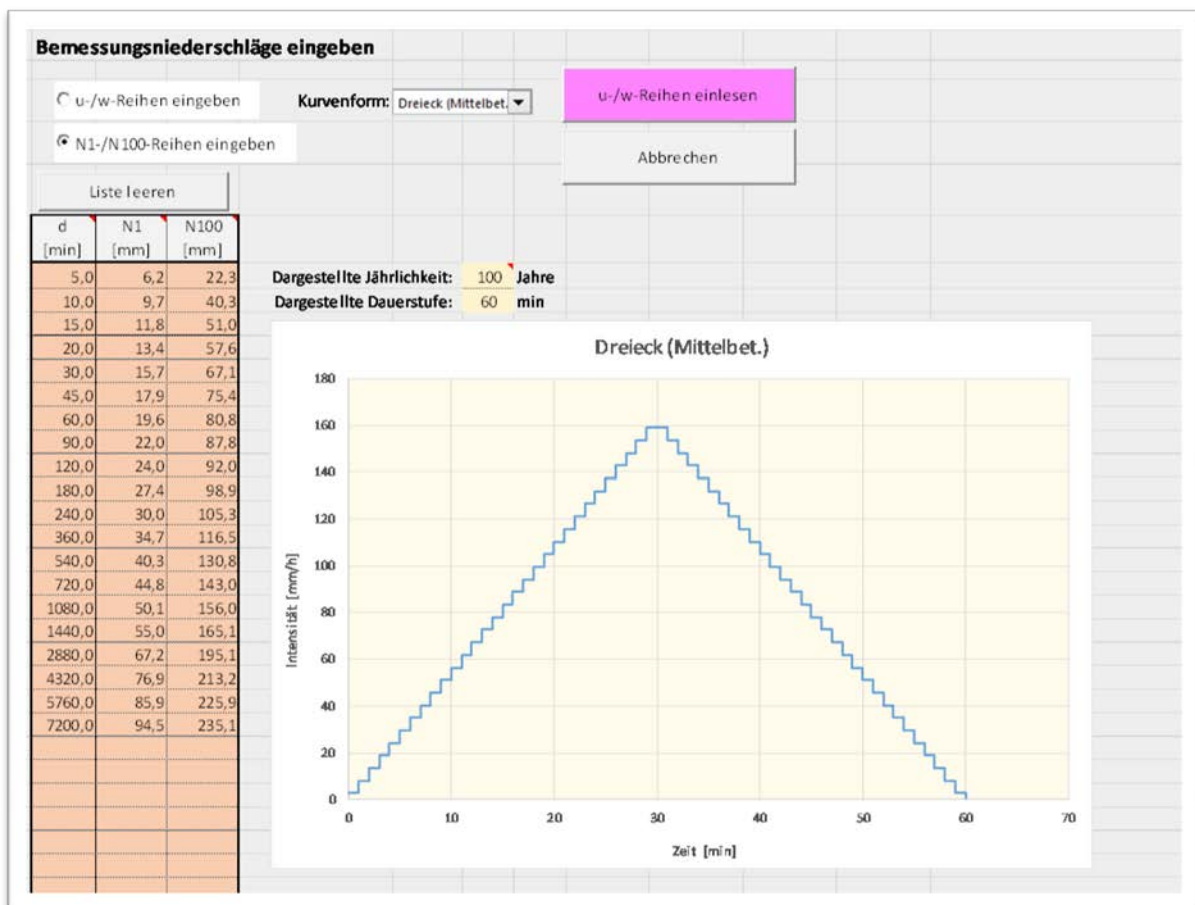 Bemessungsniederschläge eingeben
u-/w-Reihen eingeben
Kurvenform: Dreieck (Mittelbet.
u-/w-Reihen einlesen
N1-/N100-Reihen eingeben
Abbrechen
Liste leeren
d N1 N100
[min] [mm] [mm]
5,0 6,2 22,3
10,0 9,7 40,3
15,0 11,8 51,0
20,0 13,4 57,6
30,0 15,7 67,1
45,0 17,9 75,4
60,0 19,6 80,8
90,0 22,0 87,8
120,0 24,0 92,0
180,0 27,4 98,9
240,0 30,0 105,3
360,0 34,7 116,5
540,0 40,3 130,8
720,0 44,8 143,0
1080,0 50,1 156,0
1440,0 55,0 165,1
2880,0 67,2 195,1
4320,0 76,9 213,2
5760,0 85,9 225,9
7200,0 94,5 235,1
Dargestellte Jährlichkeit: 100 Jahre
Dargestellte Dauerstufe: 60 min
Dreieck (Mittelbet.)
180
160
140
120
100
80
60
40
20
0
Intensität [mm/h]
0 10 20 30 40 50 60 70
Zeit [min]